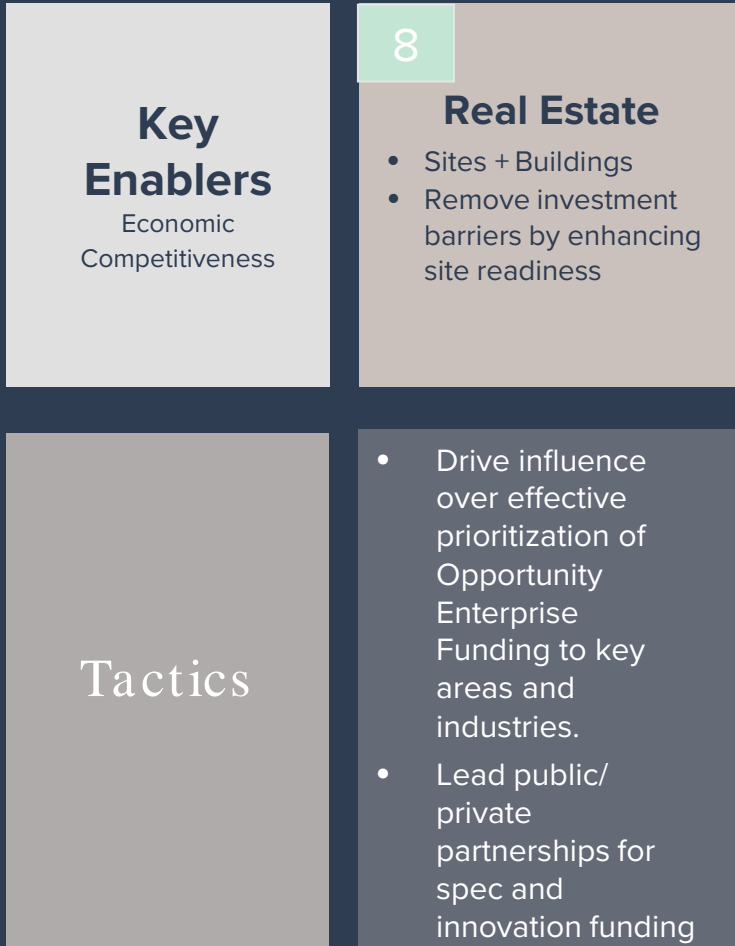 Key
Enablers
Economic
Competitiveness
8
Real Estate
• Sites + Buildings
• Remove investment
barriers by enhancing
site readiness
Tactics
• Drive influence
over effective
prioritization of
Opportunity
Enterprise
Funding to key
areas and
industries.
• Lead public/
private
partnerships for
spec and
innovation funding